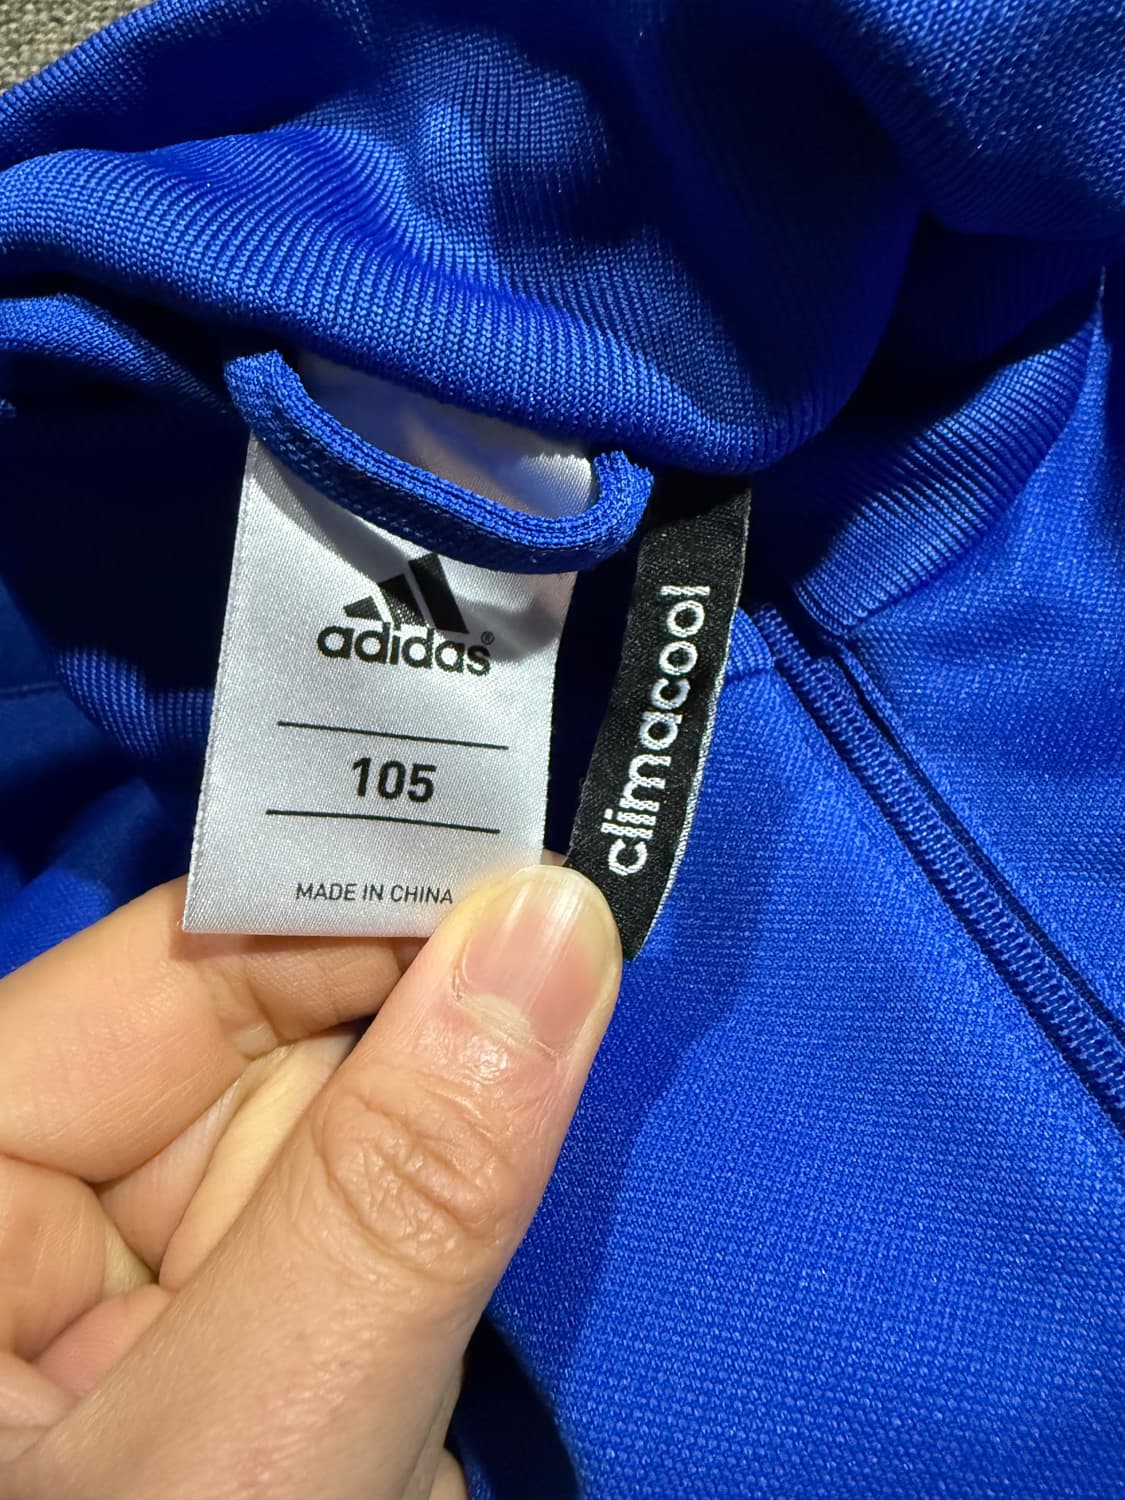 adidas®
105
MADE IN CHINA
climacool